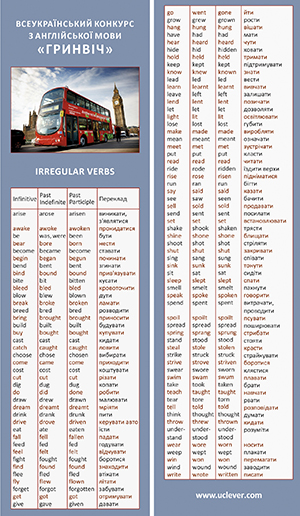 ВСЕУКРАЇНСЬКИЙ КОНКУРС
З АНГЛІЙСЬКОЇ МОВИ
«ГРИНВІЧ»
IRREGULAR VERBS
Infinitive Past Indefinite Past Participle Переклад
arise arose arisen виникати,
з'являтися
awake awoke awoken прокидатися
be was, were been бути
bear bore born нести
become became become ставати
begin began begun починати
bend bent bent згинати
bind bound bound прив'язувати
bite bit bitten кусати
bleed bled bled кровоточити
blow blew blown дути
break broke broken ламати
breed bred bred розводити
bring brought brought приносити
build built built будувати
buy bought bought купувати
cast cast cast кидати
catch caught caught ловити
choose chose chosen вибирати
come came come приходити
cost cost cost коштувати
cut cut cut різати
dig dug dug копати
do did done робити
draw drew drawn малювати
dream dreamt dreamt мріяти
drink drank drunk пити
drive drove driven керувати авто
eat ate eaten їсти
fall fell fallen падати
feed fed fed годувати
feel felt felt відчувати
fight fought fought боротися
find found found знаходити
flee fled fled втікати
fly flew flown літати
forget forgot forgotten забувати
get got got отримувати
give gave given давати
go went gone йти
grow grew grown рости
hang hung hung вішати
have had had мати
hear heard heard чути
hide hid hidden ховати
hold held held тримати
keep kept kept підтримувати
know knew known знати
lead led led вести
learn learnt learnt вивчати
leave left left залишати
lend lent lent позичати
let let let дозволяти
light lit lit освітлювати
lose lost lost губити
make made made виробляти
mean meant meant означати
meet met met зустрічати
put put put класти
read read read читати
ride rode ridden їздити верхи
rise rose risen підніматися
run ran run бігти
say said said казати
see saw seen бачити
sell sold sold продавати
send sent sent посилати
set set set встановлювати
shake shook shaken трясти
shine shone shone блищати
shoot shot shot стріляти
shut shut shut закривати
sing sang sung співати
sink sunk sunk тонути
sit sat sat сидіти
sleep slept slept спати
smell smelt smelt пахнути
speak spoke spoken говорити
spend spent spent витрачати,
проводити
spoil spoilt spoilt псувати
spread spread spread поширювати
spring sprang sprung стрибати
stand stood stood стояти
steal stole stolen красти
strike struck struck страйкувати
strive strove striven боротися
swear swore sworn клястись
swim swam swum плавати
take took taken брати
teach taught taught навчати
tear tore torn рвати
tell told told розповідати
think thought thought думати
throw threw thrown кидати
under- under- under- розуміти
stand stood stood
wear wore worn носити
weep wept wept плакати
win won won перемагати
wind wound wound заводити
write wrote written писати
www.uclever.com